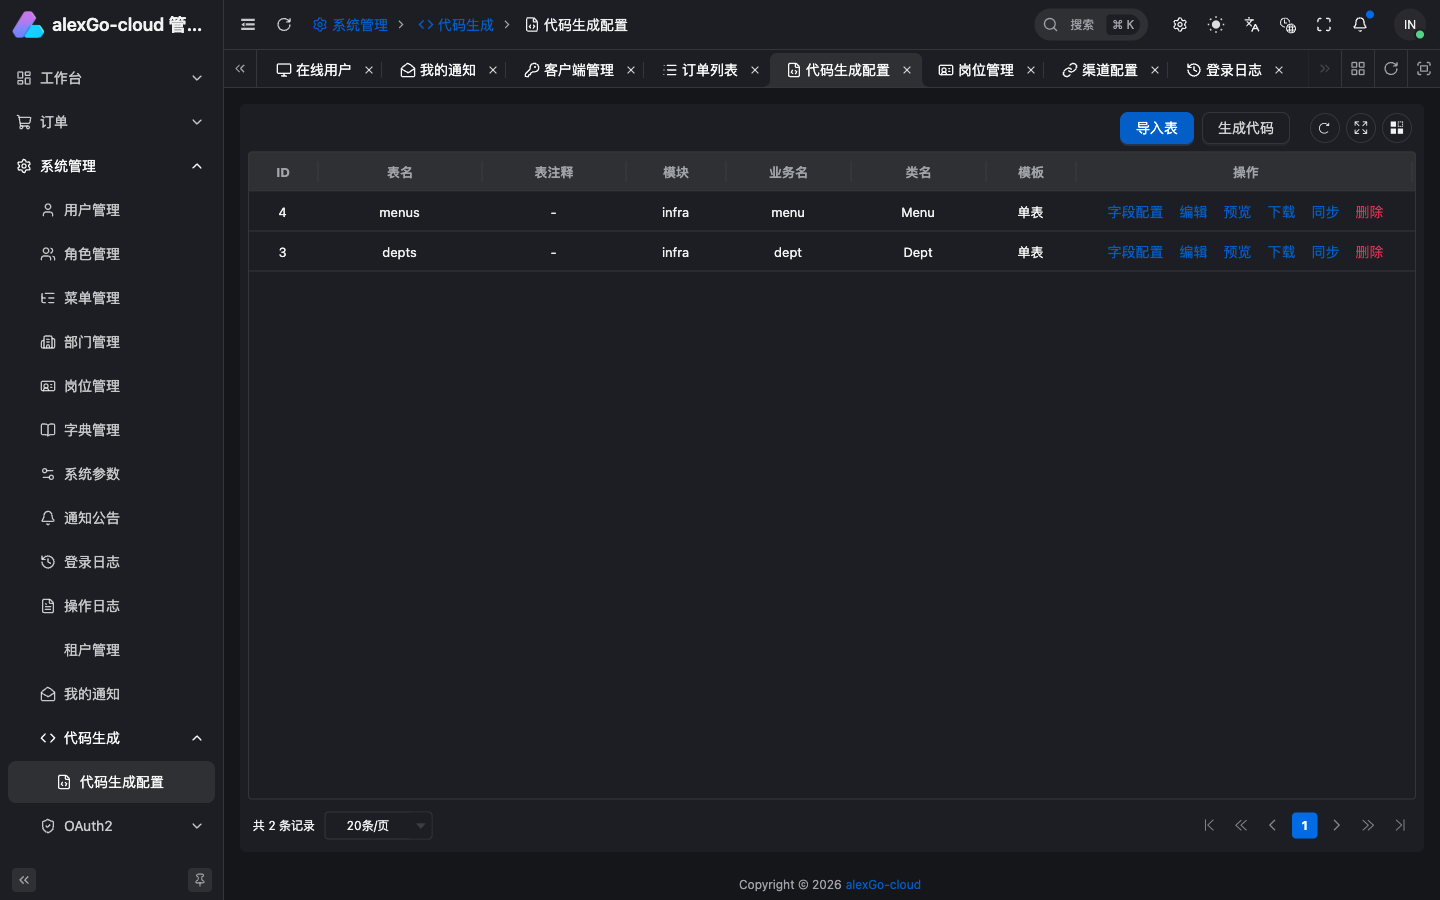 alexGo-cloud 管...
系统管理
代码生成
代码生成配置
搜索
⌘ K
IN
在线用户
我的通知
客户端管理
订单列表
代码生成配置
岗位管理
渠道配置
登录日志
工作台
订单
系统管理
用户管理
角色管理
菜单管理
部门管理
岗位管理
字典管理
系统参数
通知公告
登录日志
操作日志
租户管理
我的通知
代码生成
代码生成配置
OAuth2
导入表 生成代码
ID 表名 表注释 模块 业务名 类名 模板 操作
4 menus - infra menu Menu 单表 字段配置 编辑 预览 下载 同步 删除
3 depts - infra dept Dept 单表 字段配置 编辑 预览 下载 同步 删除
共 2 条记录 20条/页 1
Copyright © 2026 alexGo-cloud